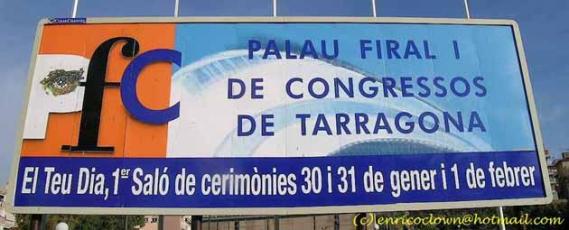 PFC
PALAU FIRAL I
DE CONGRESSOS
DE TARRAGONA
El Teu Dia, 1er Saló de cerimònies 30 i 31 de gener i 1 de febrer
(c) enricoclown@hotmail.com